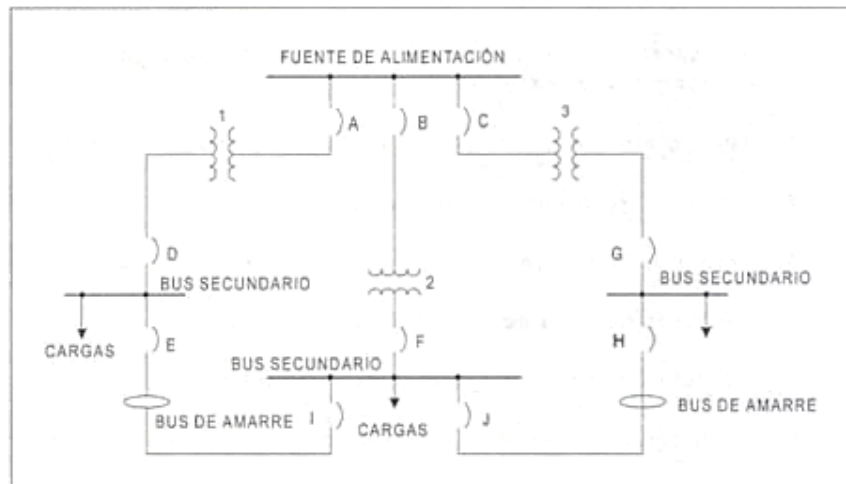 FUENTE DE ALIMENTACIÓN
1
A
B
C
3
D
G
BUS SECUNDARIO
2
BUS SECUNDARIO
CARGAS
E
F
H
BUS SECUNDARIO
BUS DE AMARRE
I
CARGAS
J
BUS DE AMARRE